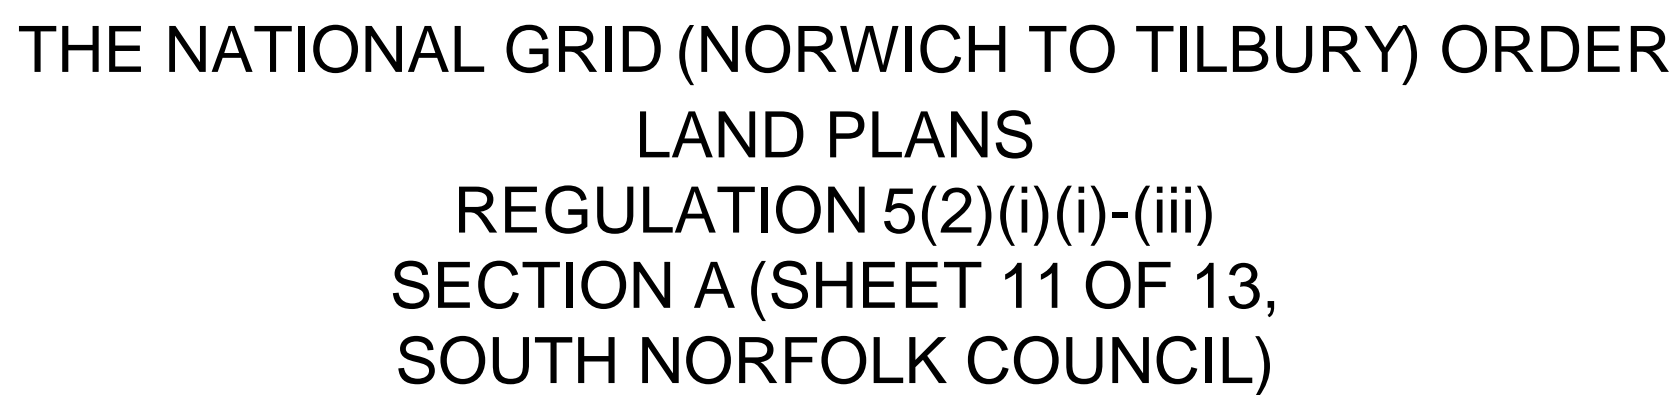 THE NATIONAL GRID (NORWICH TO TILBURY) ORDER
LAND PLANS
REGULATION 5(2)(i)(i)-(iii)
SECTION A (SHEET 11 OF 13,
SOUTH NORFOLK COUNCIL)